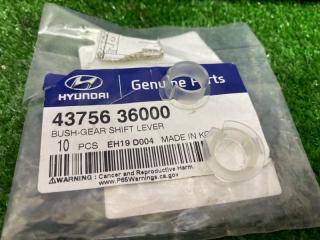 HYUNDAI
Genuine Parts
43756 36000
BUSH-GEAR SHIFT LEVER
10 PCS EH19 D004 MADE IN
WARNING : Cancer and Reproductive Harm
www.P65Warnings.ca.gov